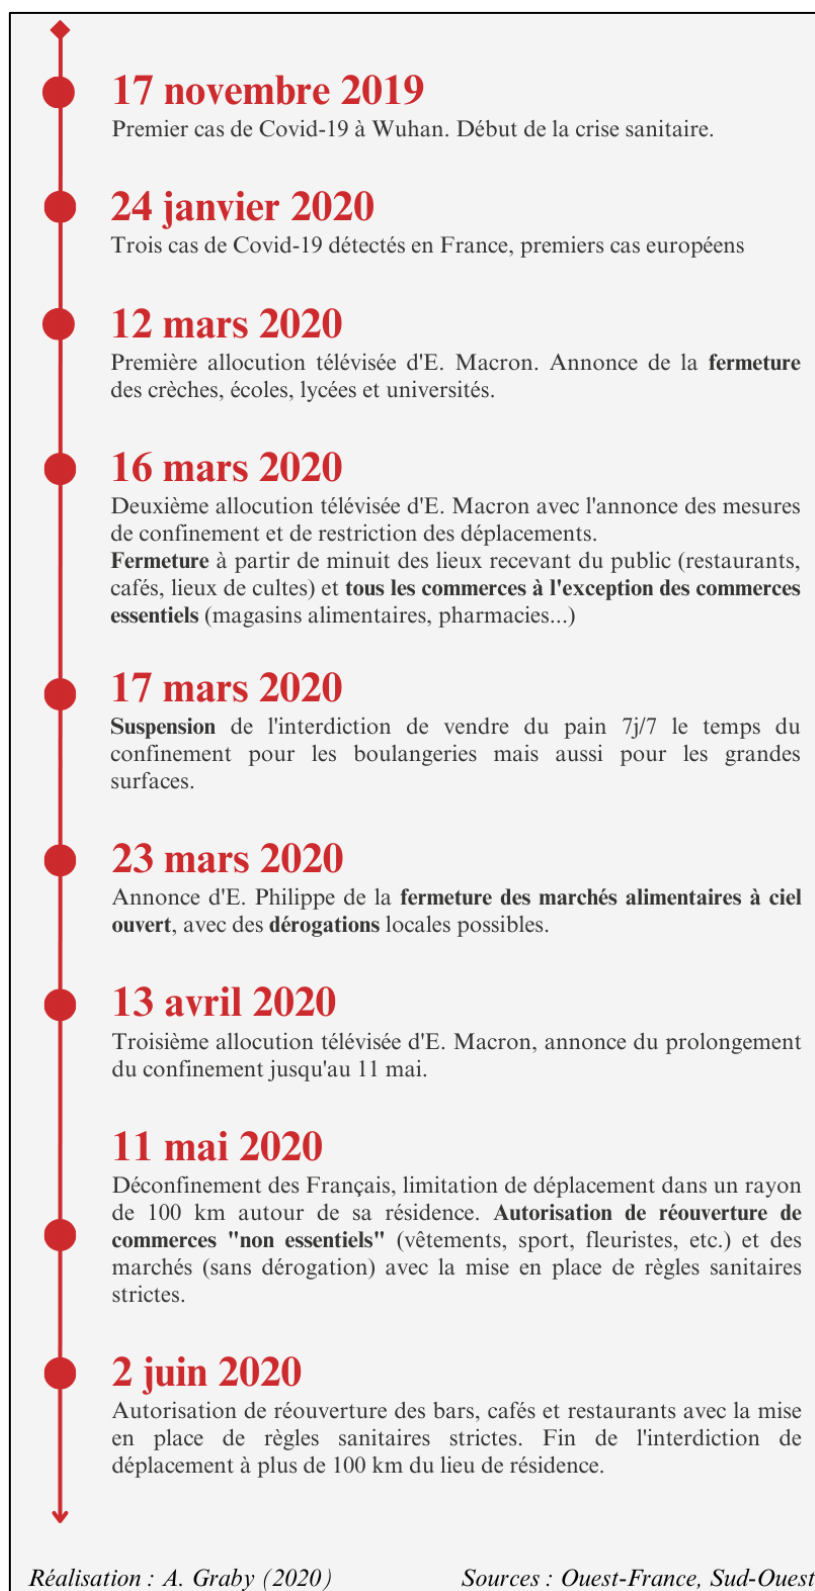 17 novembre 2019
Premier cas de Covid-19 à Wuhan. Début de la crise sanitaire.
24 janvier 2020
Trois cas de Covid-19 détectés en France, premiers cas européens
12 mars 2020
Première allocution télévisée d'E. Macron. Annonce de la fermeture
des crèches, écoles, lycées et universités.
16 mars 2020
Deuxième allocution télévisée d'E. Macron avec l'annonce des mesures
de confinement et de restriction des déplacements.
Fermeture à partir de minuit des lieux recevant du public (restaurants,
cafés, lieux de cultes) et tous les commerces à l'exception des commerces
essentiels (magasins alimentaires, pharmacies...)
17 mars 2020
Suspension de l'interdiction de vendre du pain 7j/7 le temps du
confinement pour les boulangeries mais aussi pour les grandes
surfaces.
23 mars 2020
Annonce d'E. Philippe de la fermeture des marchés alimentaires à ciel
ouvert, avec des dérogations locales possibles.
13 avril 2020
Troisième allocution télévisée d'E. Macron, annonce du prolongement
du confinement jusqu'au 11 mai.
11 mai 2020
Déconfinement des Français, limitation de déplacement dans un rayon
de 100 km autour de sa résidence. Autorisation de réouverture de
commerces "non essentiels" (vêtements, sport, fleuristes, etc.) et des
marchés (sans dérogation) avec la mise en place de règles sanitaires
strictes.
2 juin 2020
Autorisation de réouverture des bars, cafés et restaurants avec la mise
en place de règles sanitaires strictes. Fin de l'interdiction de
déplacement à plus de 100 km du lieu de résidence.
Réalisation : A. Graby (2020) Sources : Ouest-France, Sud-Ouest